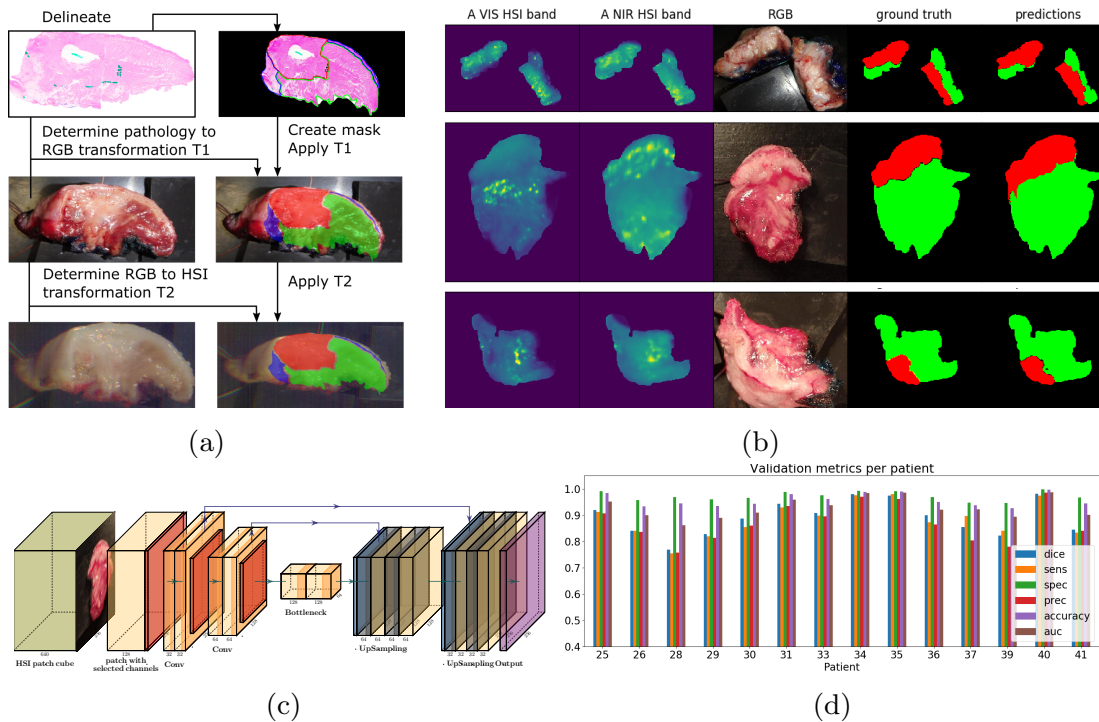 Delineate
Determine pathology to
RGB transformation T1
Create mask
Apply T1
Determine RGB to HSI
transformation T2
Apply T2
(a)
A VIS HSI band
A NIR HSI band
RGB
ground truth
predictions
(b)
HSI patch cube
640
patch with
selected channels
128
Conv
32 32
Conv
64 64
128
Bottleneck
128 128
. UpSampling
64 64 64 64
. UpSampling
32 32 32 32
Output
(c)
Validation metrics per patient
1.0
0.9
0.8
0.7
0.6
0.5
0.4
dice
sens
spec
prec
accuracy
auc
25 26 28 29 30 31 33 34 35 36 37 39 40 41
Patient
(d)